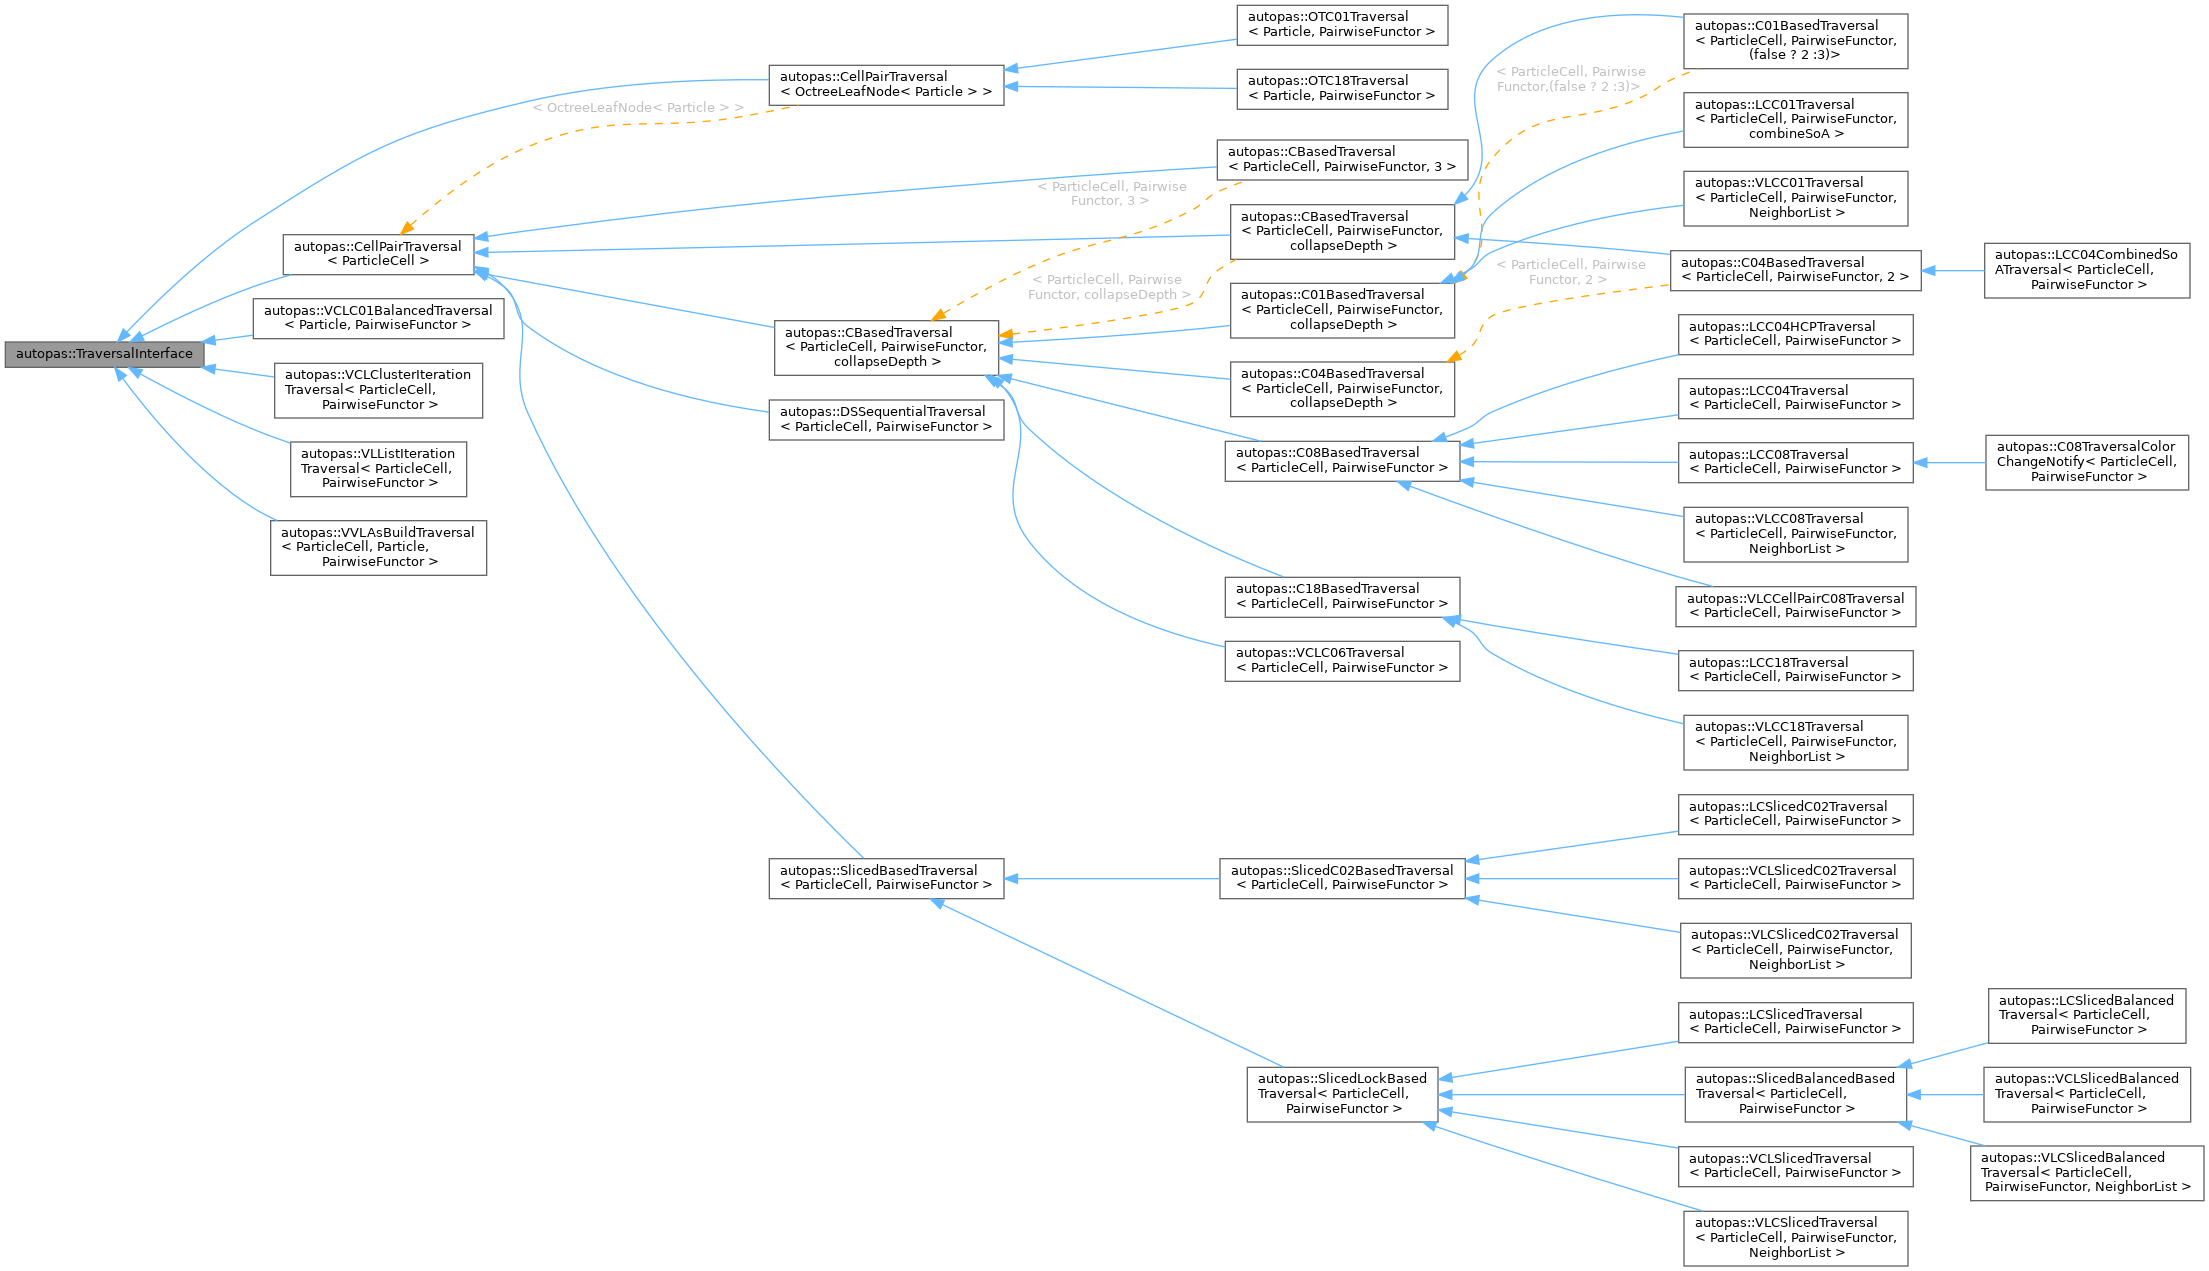 autopas::TraversalInterface
autopas::CellPairTraversal
< ParticleCell >
autopas::VCLC01BalancedTraversal
< Particle, PairwiseFunctor >
autopas::VCLClusterIteration
Traversal< ParticleCell,
PairwiseFunctor >
autopas::VLListIteration
Traversal< ParticleCell,
PairwiseFunctor >
autopas::VVLAsBuildTraversal
< ParticleCell, Particle,
PairwiseFunctor >
< OctreeLeafNode< Particle > >
autopas::CellPairTraversal
< OctreeLeafNode< Particle > >
autopas::CBasedTraversal
< ParticleCell, PairwiseFunctor,
collapseDepth >
autopas::DSSequentialTraversal
< ParticleCell, PairwiseFunctor >
autopas::SlicedBasedTraversal
< ParticleCell, PairwiseFunctor >
< ParticleCell, Pairwise
Functor, 3 >
< ParticleCell, Pairwise
Functor, collapseDepth >
autopas::OTC01Traversal
< Particle, PairwiseFunctor >
autopas::OTC18Traversal
< Particle, PairwiseFunctor >
autopas::CBasedTraversal
< ParticleCell, PairwiseFunctor, 3 >
autopas::CBasedTraversal
< ParticleCell, PairwiseFunctor,
collapseDepth >
autopas::C01BasedTraversal
< ParticleCell, PairwiseFunctor,
collapseDepth >
autopas::C04BasedTraversal
< ParticleCell, PairwiseFunctor,
collapseDepth >
autopas::C08BasedTraversal
< ParticleCell, PairwiseFunctor >
autopas::C18BasedTraversal
< ParticleCell, PairwiseFunctor >
autopas::VCLC06Traversal
< ParticleCell, PairwiseFunctor >
autopas::SlicedC02BasedTraversal
< ParticleCell, PairwiseFunctor >
autopas::SlicedLockBased
Traversal< ParticleCell,
PairwiseFunctor >
< ParticleCell, Pairwise
Functor,(false ? 2 :3)>
< ParticleCell, Pairwise
Functor, 2 >
autopas::C01BasedTraversal
< ParticleCell, PairwiseFunctor,
(false ? 2 :3)>
autopas::LCC01Traversal
< ParticleCell, PairwiseFunctor,
combineSoA >
autopas::VLCC01Traversal
< ParticleCell, PairwiseFunctor,
NeighborList >
autopas::C04BasedTraversal
< ParticleCell, PairwiseFunctor, 2 >
autopas::LCC04HCPTraversal
< ParticleCell, PairwiseFunctor >
autopas::LCC04Traversal
< ParticleCell, PairwiseFunctor >
autopas::LCC08Traversal
< ParticleCell, PairwiseFunctor >
autopas::VLCC08Traversal
< ParticleCell, PairwiseFunctor,
NeighborList >
autopas::VLCCellPairC08Traversal
< ParticleCell, PairwiseFunctor >
autopas::LCC18Traversal
< ParticleCell, PairwiseFunctor >
autopas::VLCC18Traversal
< ParticleCell, PairwiseFunctor,
NeighborList >
autopas::LCSlicedC02Traversal
< ParticleCell, PairwiseFunctor >
autopas::VCLSlicedC02Traversal
< ParticleCell, PairwiseFunctor >
autopas::VLCSlicedC02Traversal
< ParticleCell, PairwiseFunctor,
NeighborList >
autopas::LCSlicedTraversal
< ParticleCell, PairwiseFunctor >
autopas::SlicedBalancedBased
Traversal< ParticleCell,
PairwiseFunctor >
autopas::VCLSlicedTraversal
< ParticleCell, PairwiseFunctor >
autopas::VLCSlicedTraversal
< ParticleCell, PairwiseFunctor,
NeighborList >
autopas::LCC04CombinedSo
ATraversal< ParticleCell,
PairwiseFunctor >
autopas::C08TraversalColor
ChangeNotify< ParticleCell,
PairwiseFunctor >
autopas::LCSlicedBalanced
Traversal< ParticleCell,
PairwiseFunctor >
autopas::VCLSlicedBalanced
Traversal< ParticleCell,
PairwiseFunctor >
autopas::VLCSlicedBalanced
Traversal< ParticleCell,
PairwiseFunctor, NeighborList >